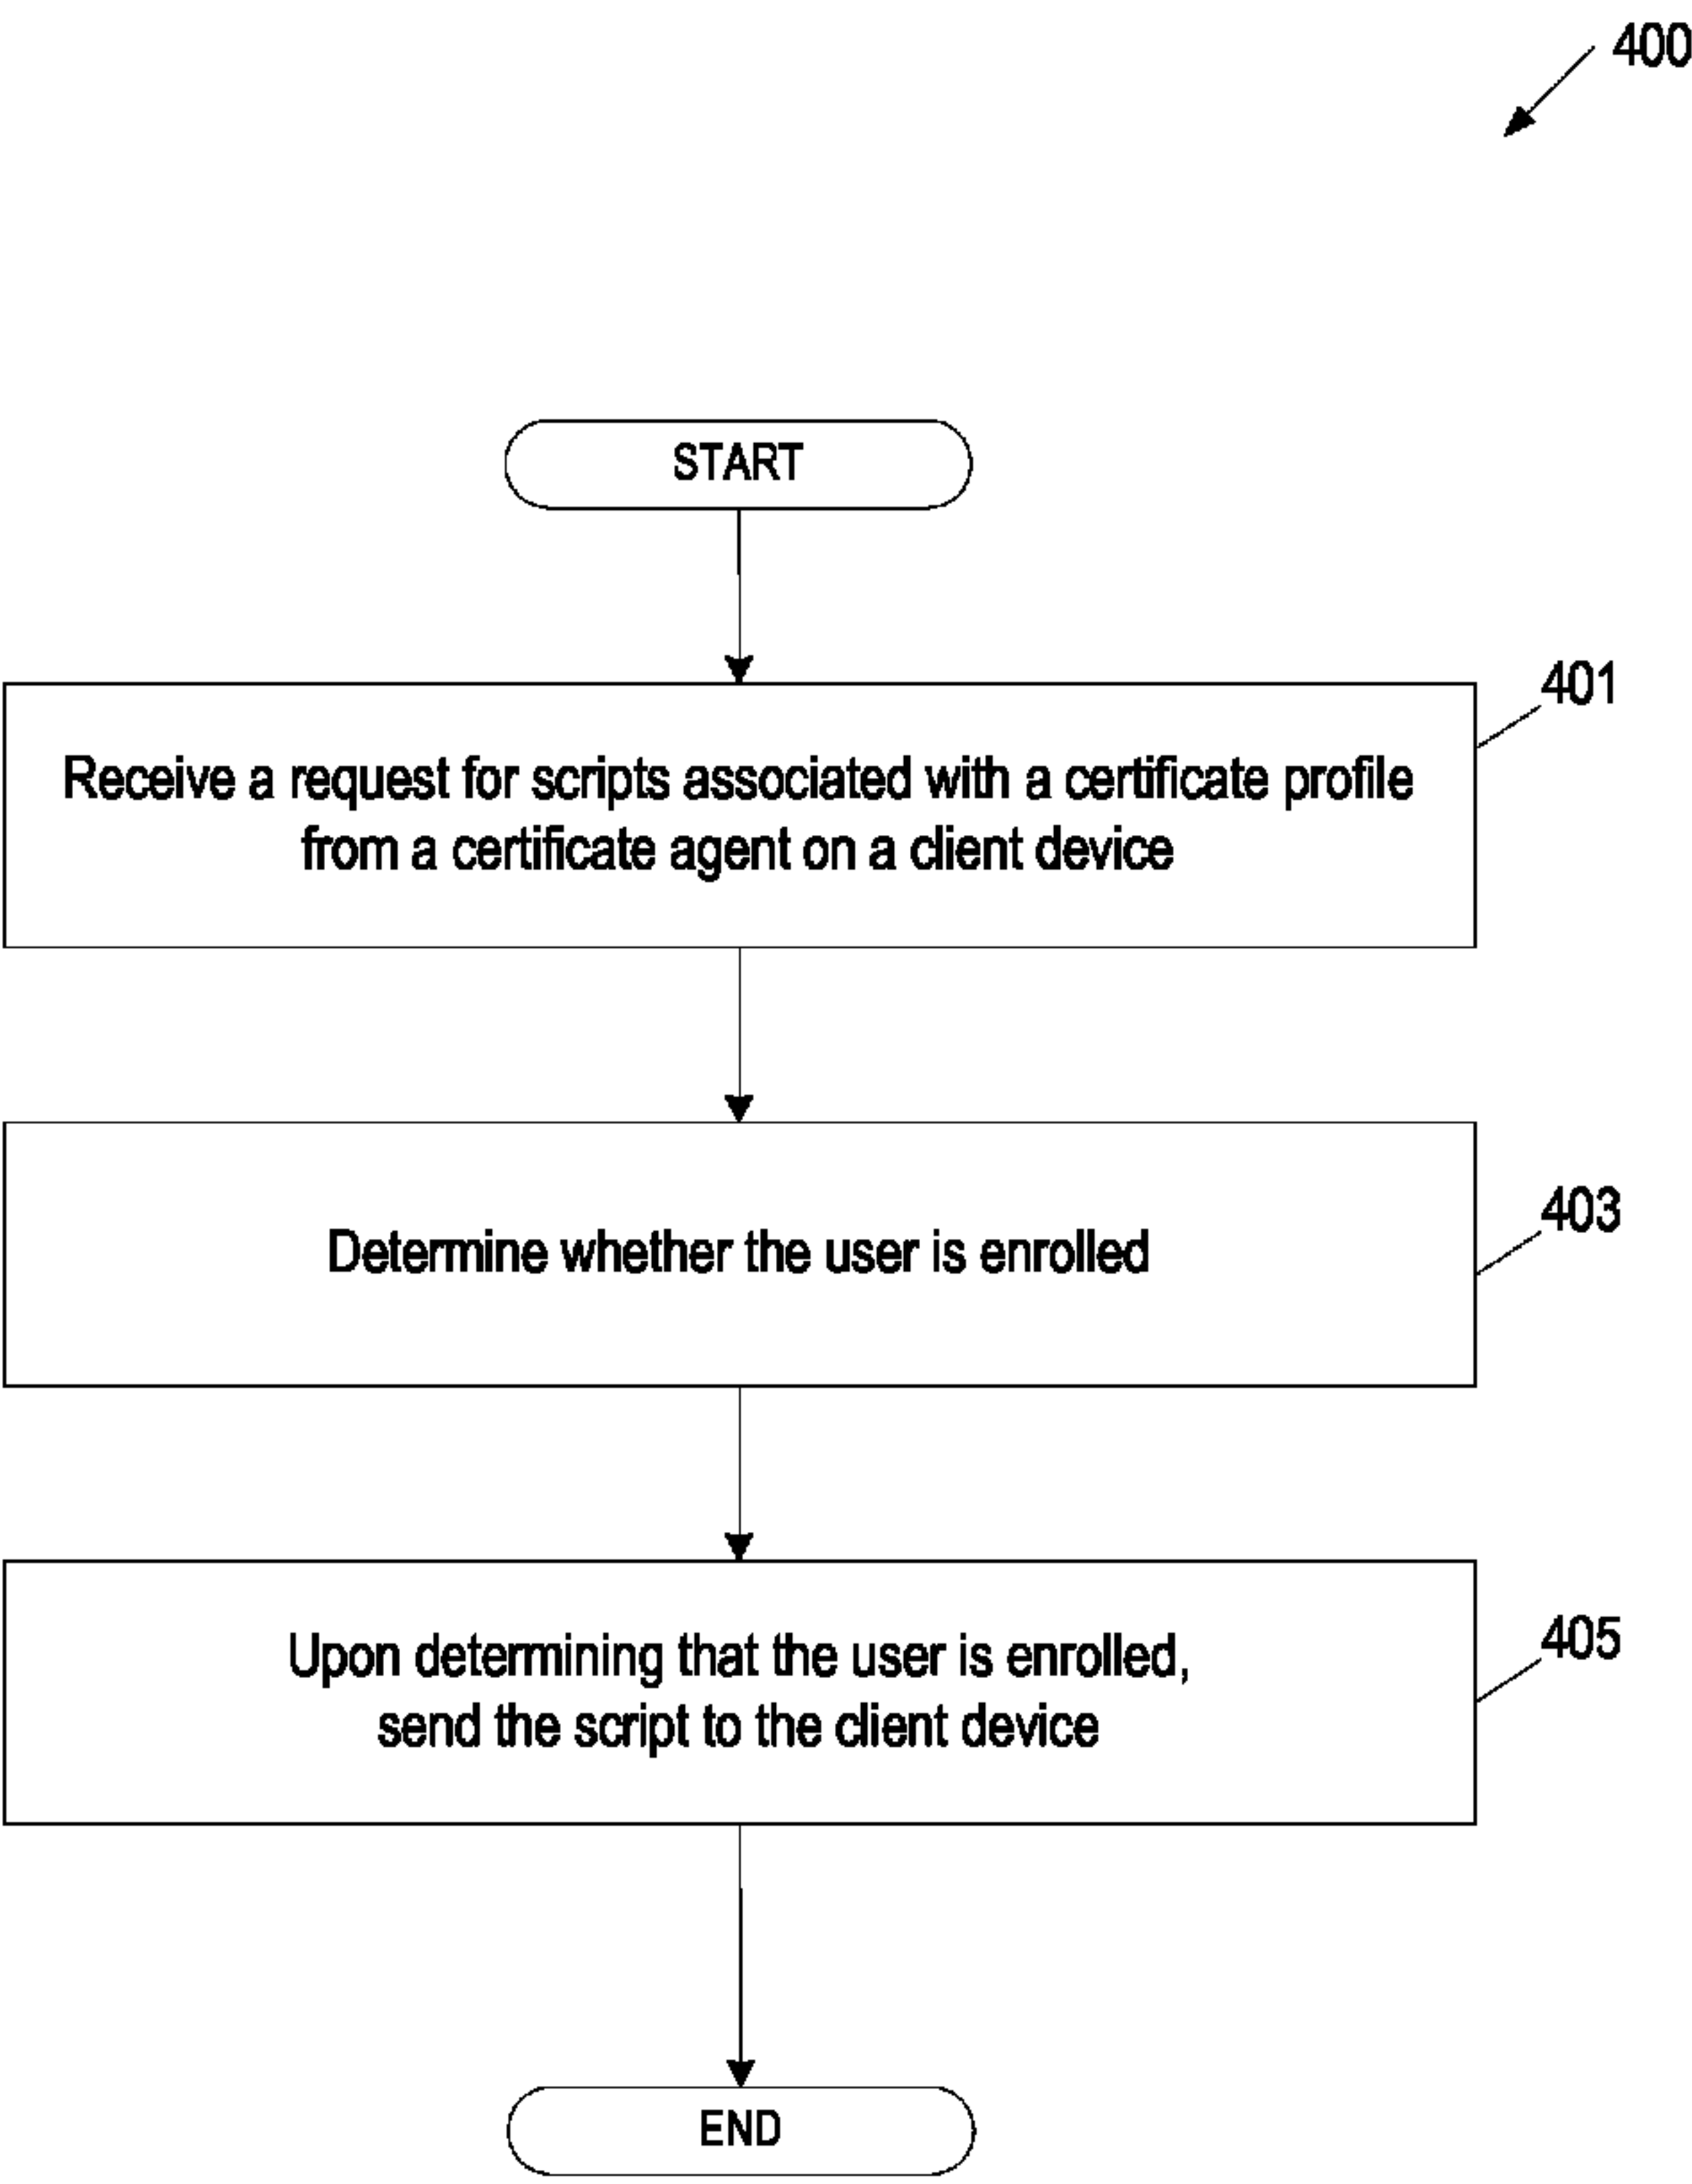 400
START
401
Receive a request for scripts associated with a certificate profile
from a certificate agent on a client device
403
Determine whether the user is enrolled
405
Upon determining that the user is enrolled,
send the script to the client device
END